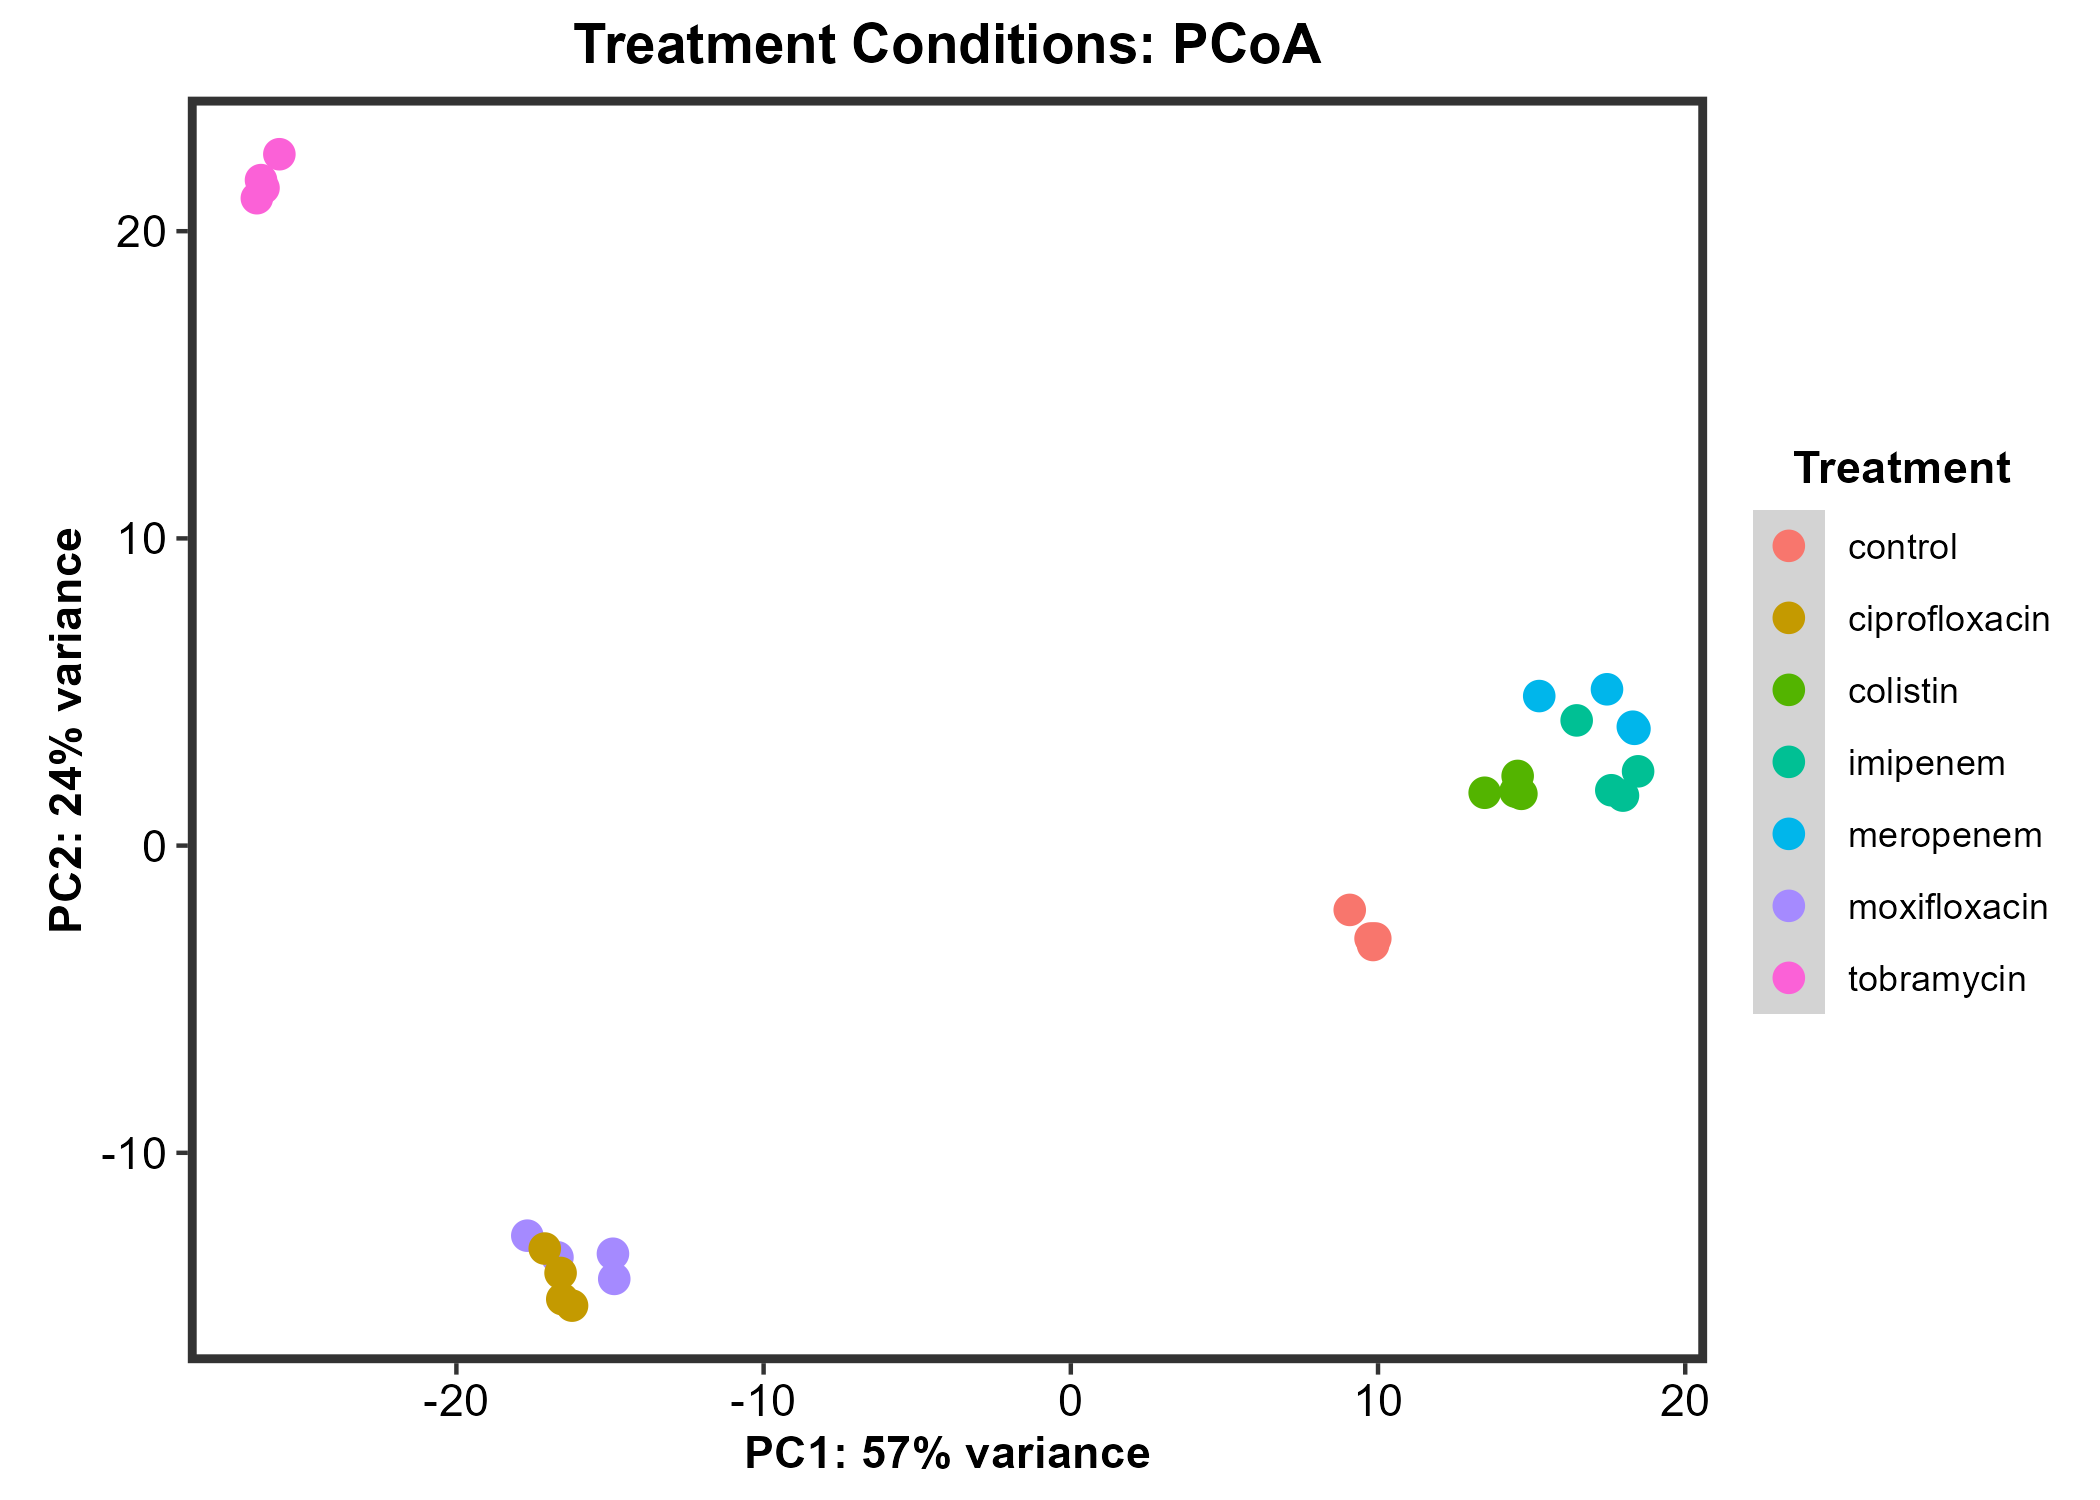 Treatment Conditions: PCoA
PC2: 24% variance
20
10
0
-10
-20
-10
0
10
20
PC1: 57% variance
Treatment
control
ciprofloxacin
colistin
imipenem
meropenem
moxifloxacin
tobramycin